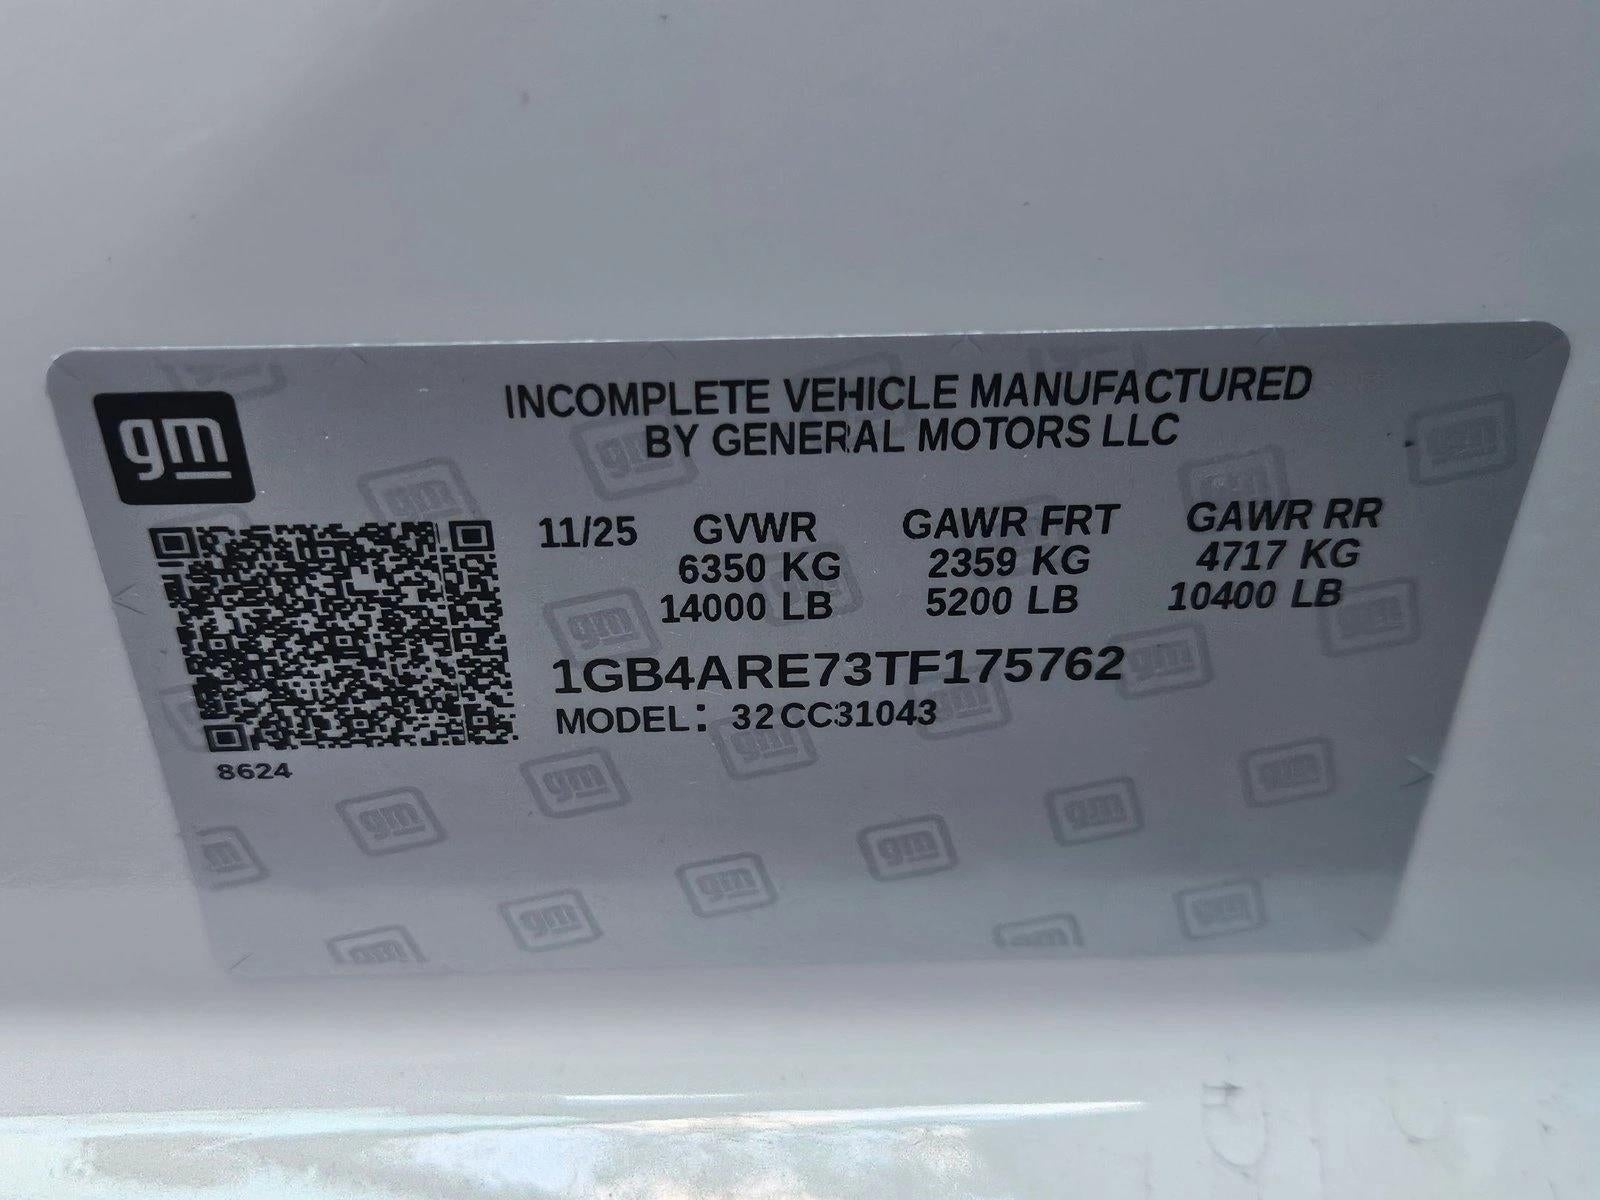 gm
INCOMPLETE VEHICLE MANUFACTURED
BY GENERAL MOTORS LLC
11/25 GVWR GAWR FRT GAWR RR
6350 KG 2359 KG 4717 KG
14000 LB 5200 LB 10400 LB
1GB4ARE73TF175762
MODEL: 32CC31043
8624